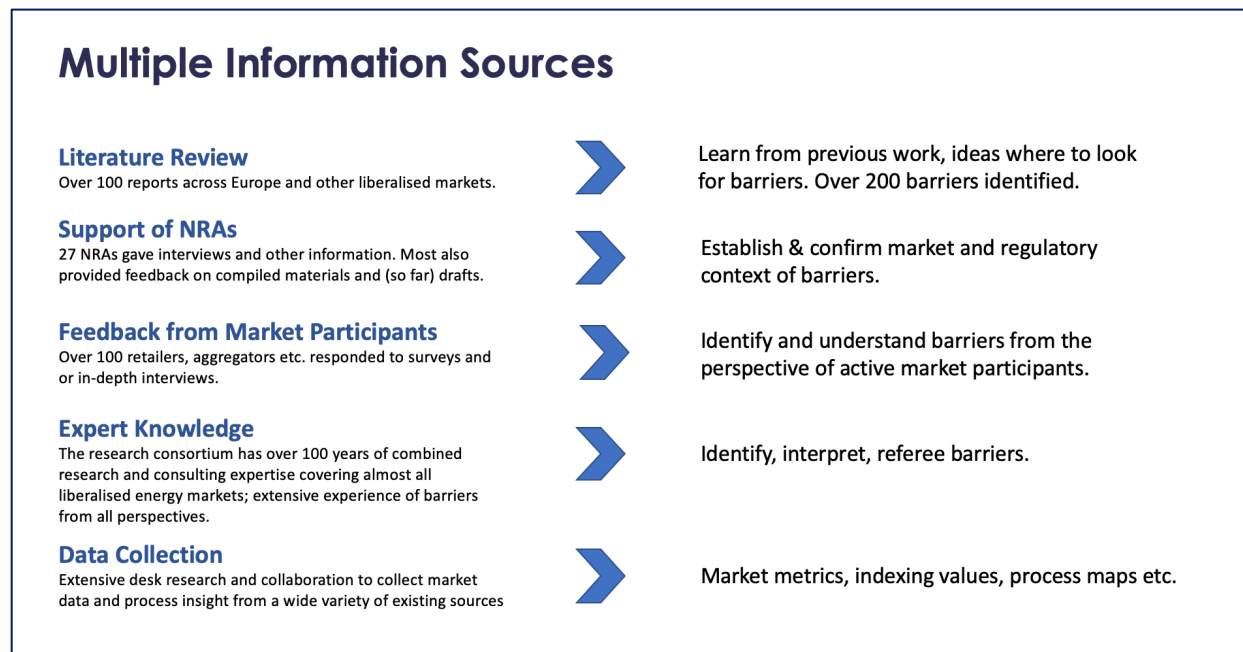 Multiple Information Sources
Literature Review
Over 100 reports across Europe and other liberalised markets.
Learn from previous work, ideas where to look
for barriers. Over 200 barriers identified.
Support of NRAs
27 NRAs gave interviews and other information. Most also
provided feedback on compiled materials and (so far) drafts.
Establish & confirm market and regulatory
context of barriers.
Feedback from Market Participants
Over 100 retailers, aggregators etc. responded to surveys and
or in-depth interviews.
Identify and understand barriers from the
perspective of active market participants.
Expert Knowledge
The research consortium has over 100 years of combined
research and consulting expertise covering almost all
liberalised energy markets; extensive experience of barriers
from all perspectives.
Identify, interpret, referee barriers.
Data Collection
Extensive desk research and collaboration to collect market
data and process insight from a wide variety of existing sources
Market metrics, indexing values, process maps etc.